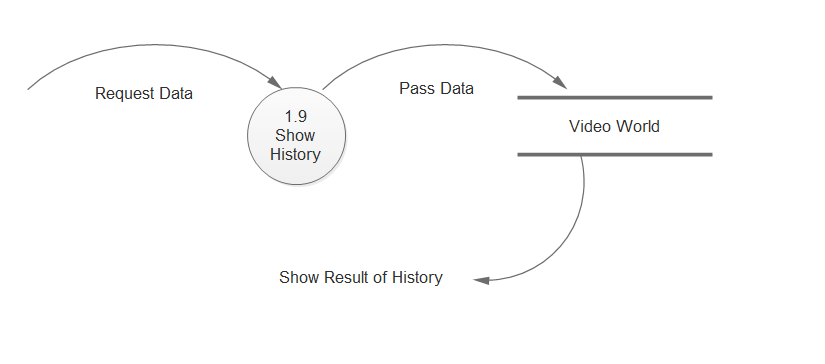 Request Data
Pass Data
1.9
Show
History
Video World
Show Result of History